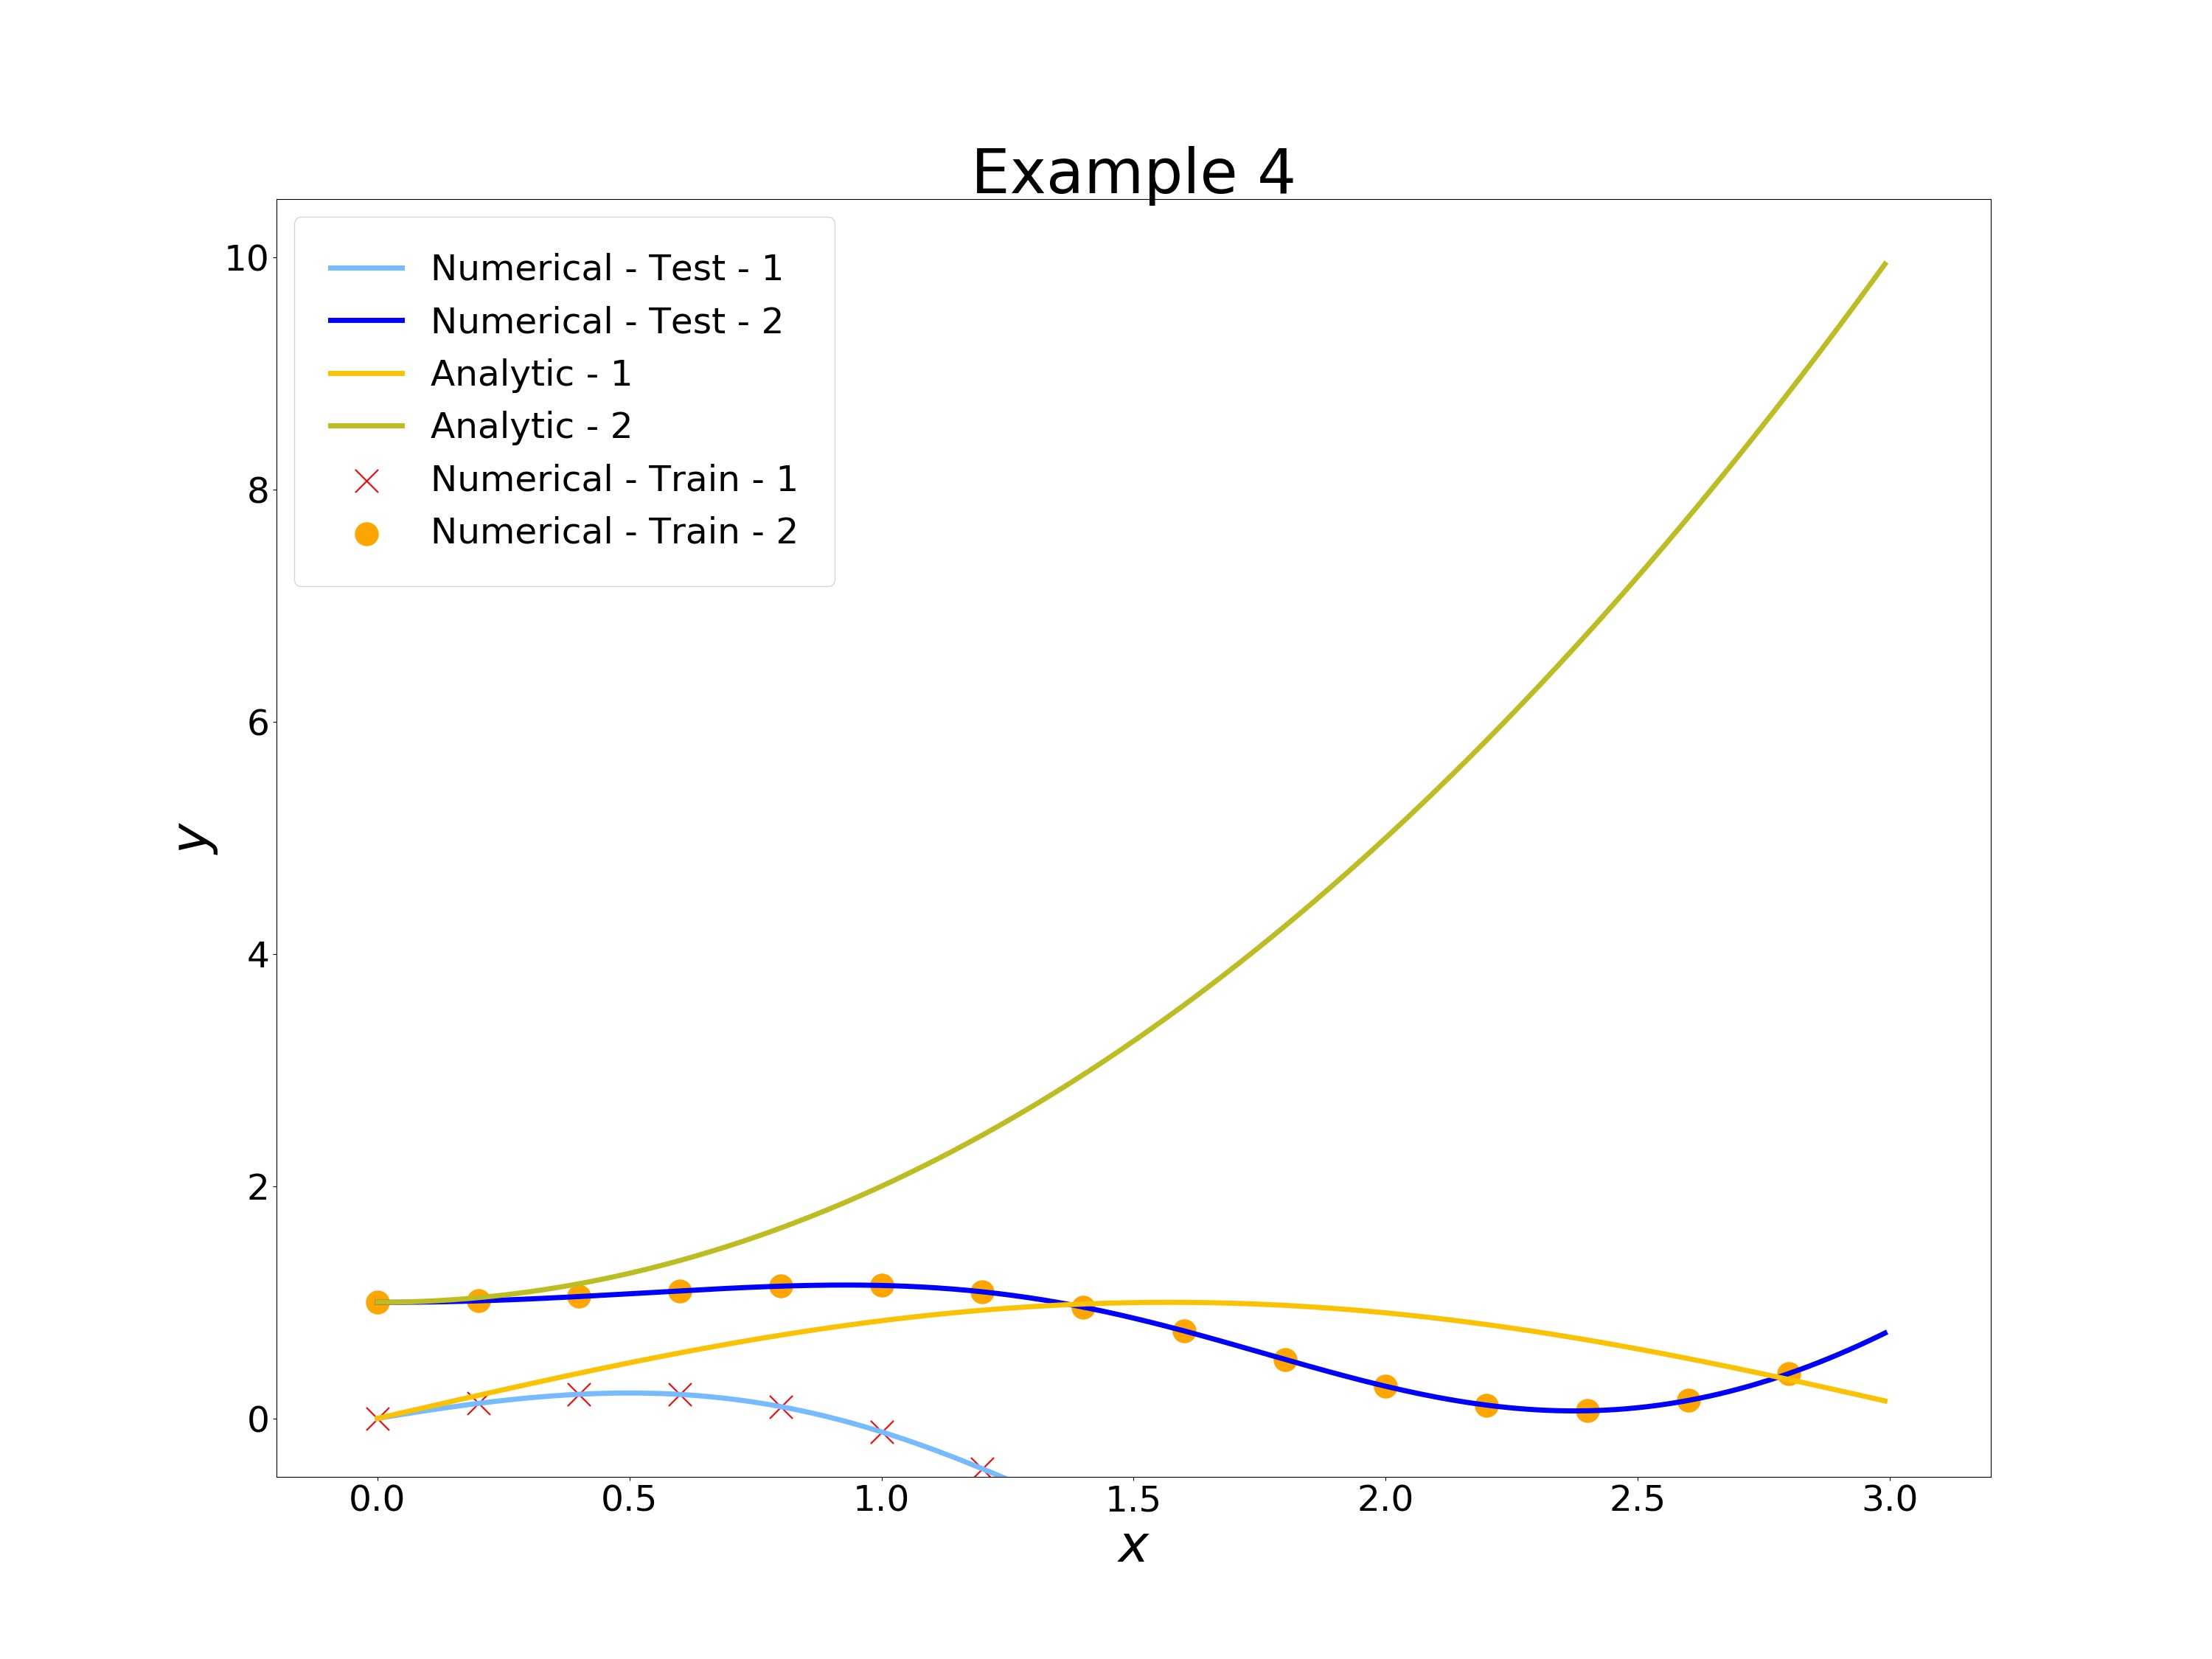 Example 4
10
8
6
4
2
0
y
Numerical - Test - 1
Numerical - Test - 2
Analytic - 1
Analytic - 2
Numerical - Train - 1
Numerical - Train - 2
0.0 0.5 1.0 1.5 2.0 2.5 3.0
x